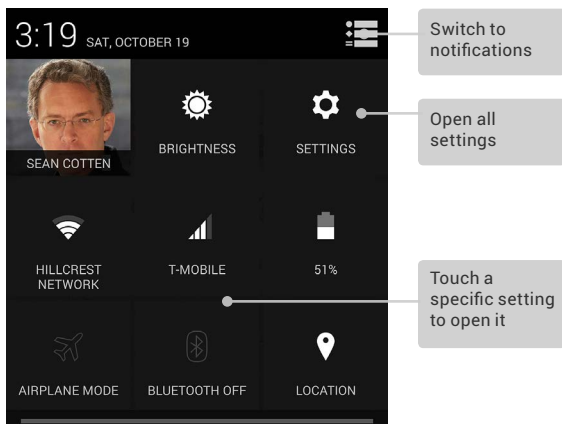 3:19 SAT, OCTOBER 19
Switch to
notifications
SEAN COTTEN
BRIGHTNESS
SETTINGS
Open all
settings
HILLCREST
NETWORK
T-MOBILE
51%
Touch a
specific setting
to open it
AIRPLANE MODE
BLUETOOTH OFF
LOCATION